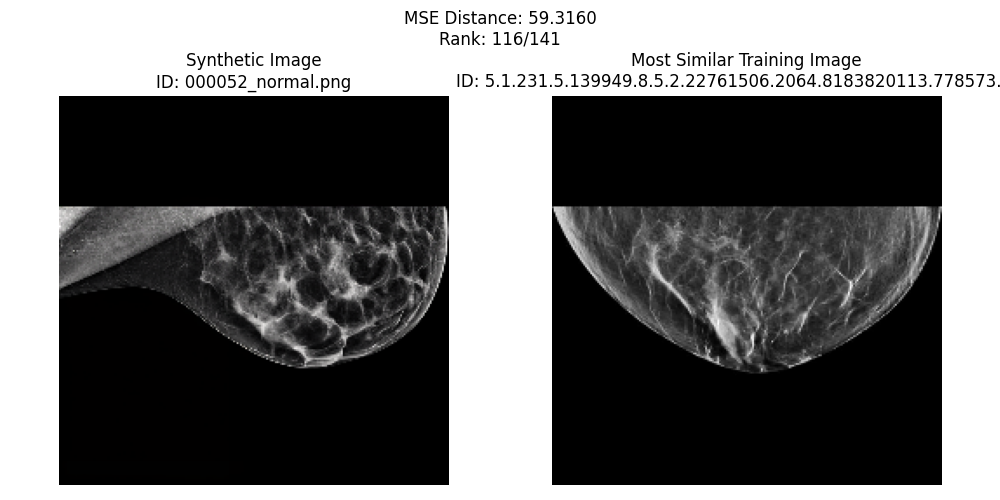 MSE Distance: 59.3160
Rank: 116/141
Synthetic Image
ID: 000052_normal.png
Most Similar Training Image
ID: 5.1.231.5.139949.8.5.2.22761506.2064.8183820113.778573.